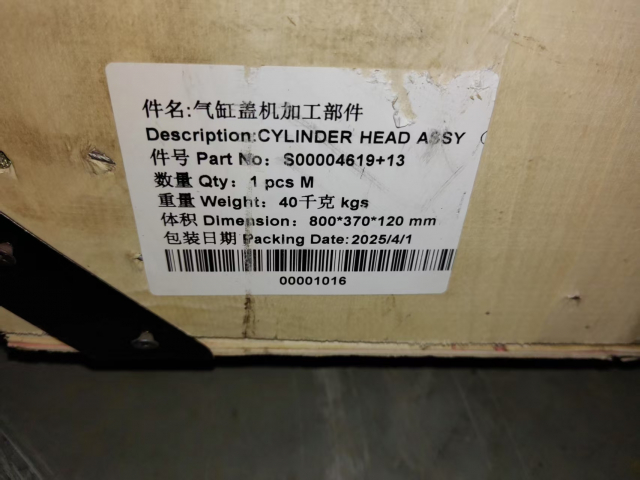 件名:气缸盖机加工部件
Description:CYLINDER HEAD ASSY
件号 Part No: S00004619+13
数量 Qty: 1 pcs M
重量 Weight: 40千克 kgs
体积 Dimension: 800*370*120 mm
包装日期 Packing Date:2025/4/1
00001016